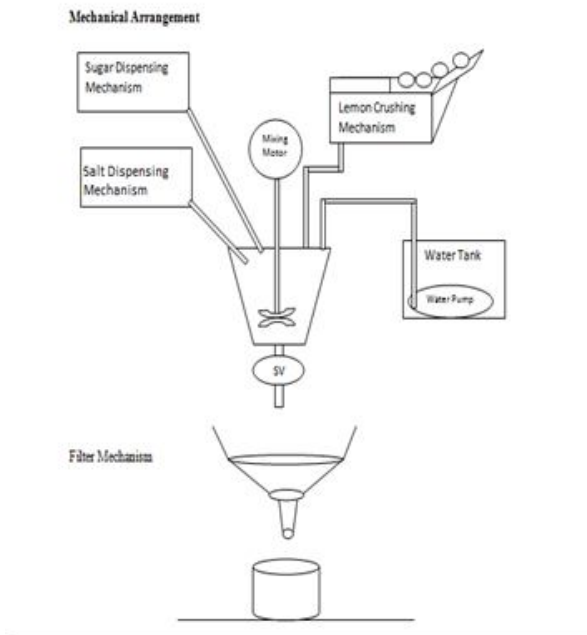 Mechanical Arrangement
Sugar Dispensing
Mechanism
Salt Dispensing
Mechanism
Mixing
Motor
Lemon Crushing
Mechanism
Water Tank
Water Pump
SV
Filter Mechanism